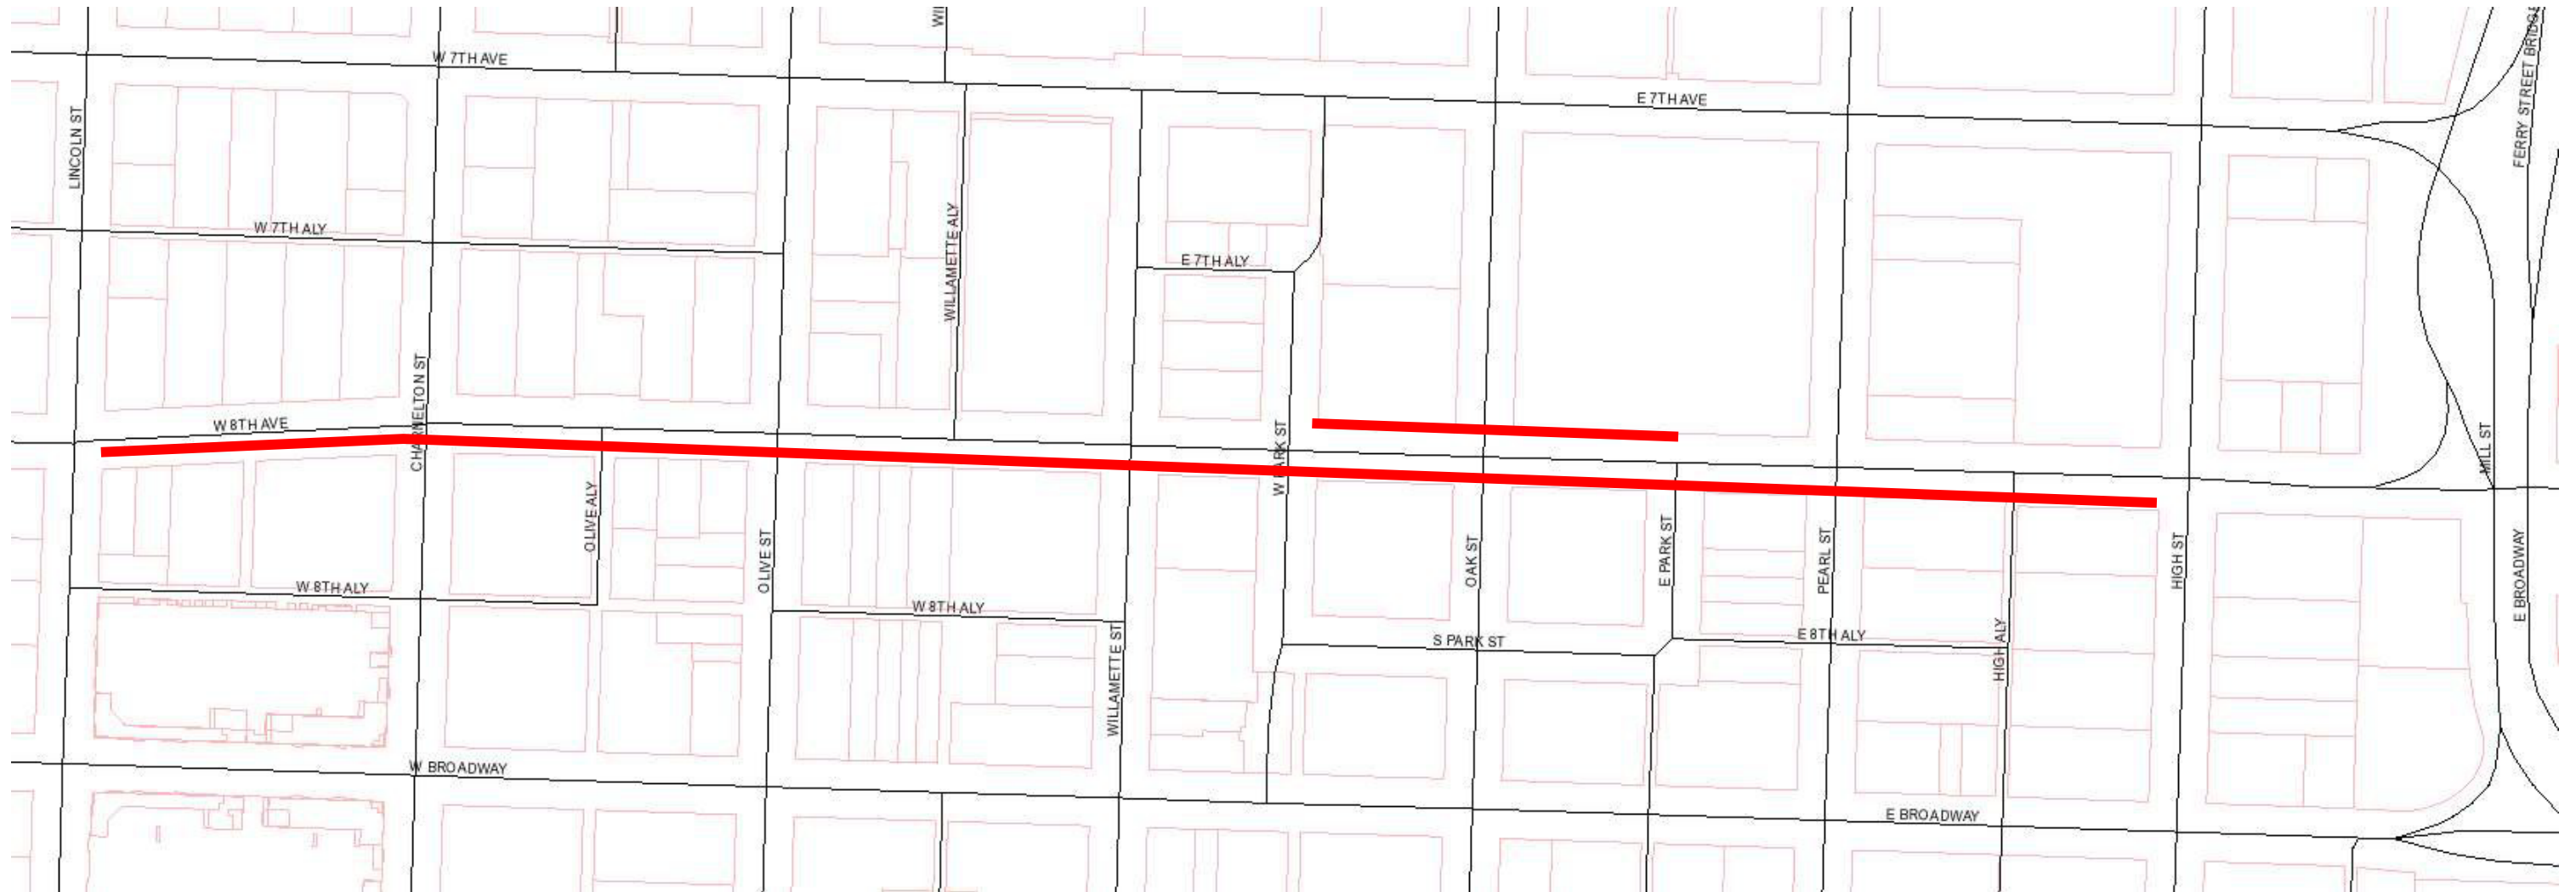 WI
FERRY STREET BRIDGE
W 7TH AVE
E 7TH AVE
LINCOLN ST
W 7TH ALY
WILLAMETTE ALY
E 7TH ALY
W 8TH AVE
CHARNELTON ST
W PARK ST
MILL ST
OLIVE ALY
OLIVE ST
OAK ST
E PARK ST
PEARL ST
HIGH ST
E BROADWAY
W 8TH ALY
W 8TH ALY
WILLAMETTE ST
S PARK ST
E 8TH ALY
HIGH ALY
W BROADWAY
E BROADWAY